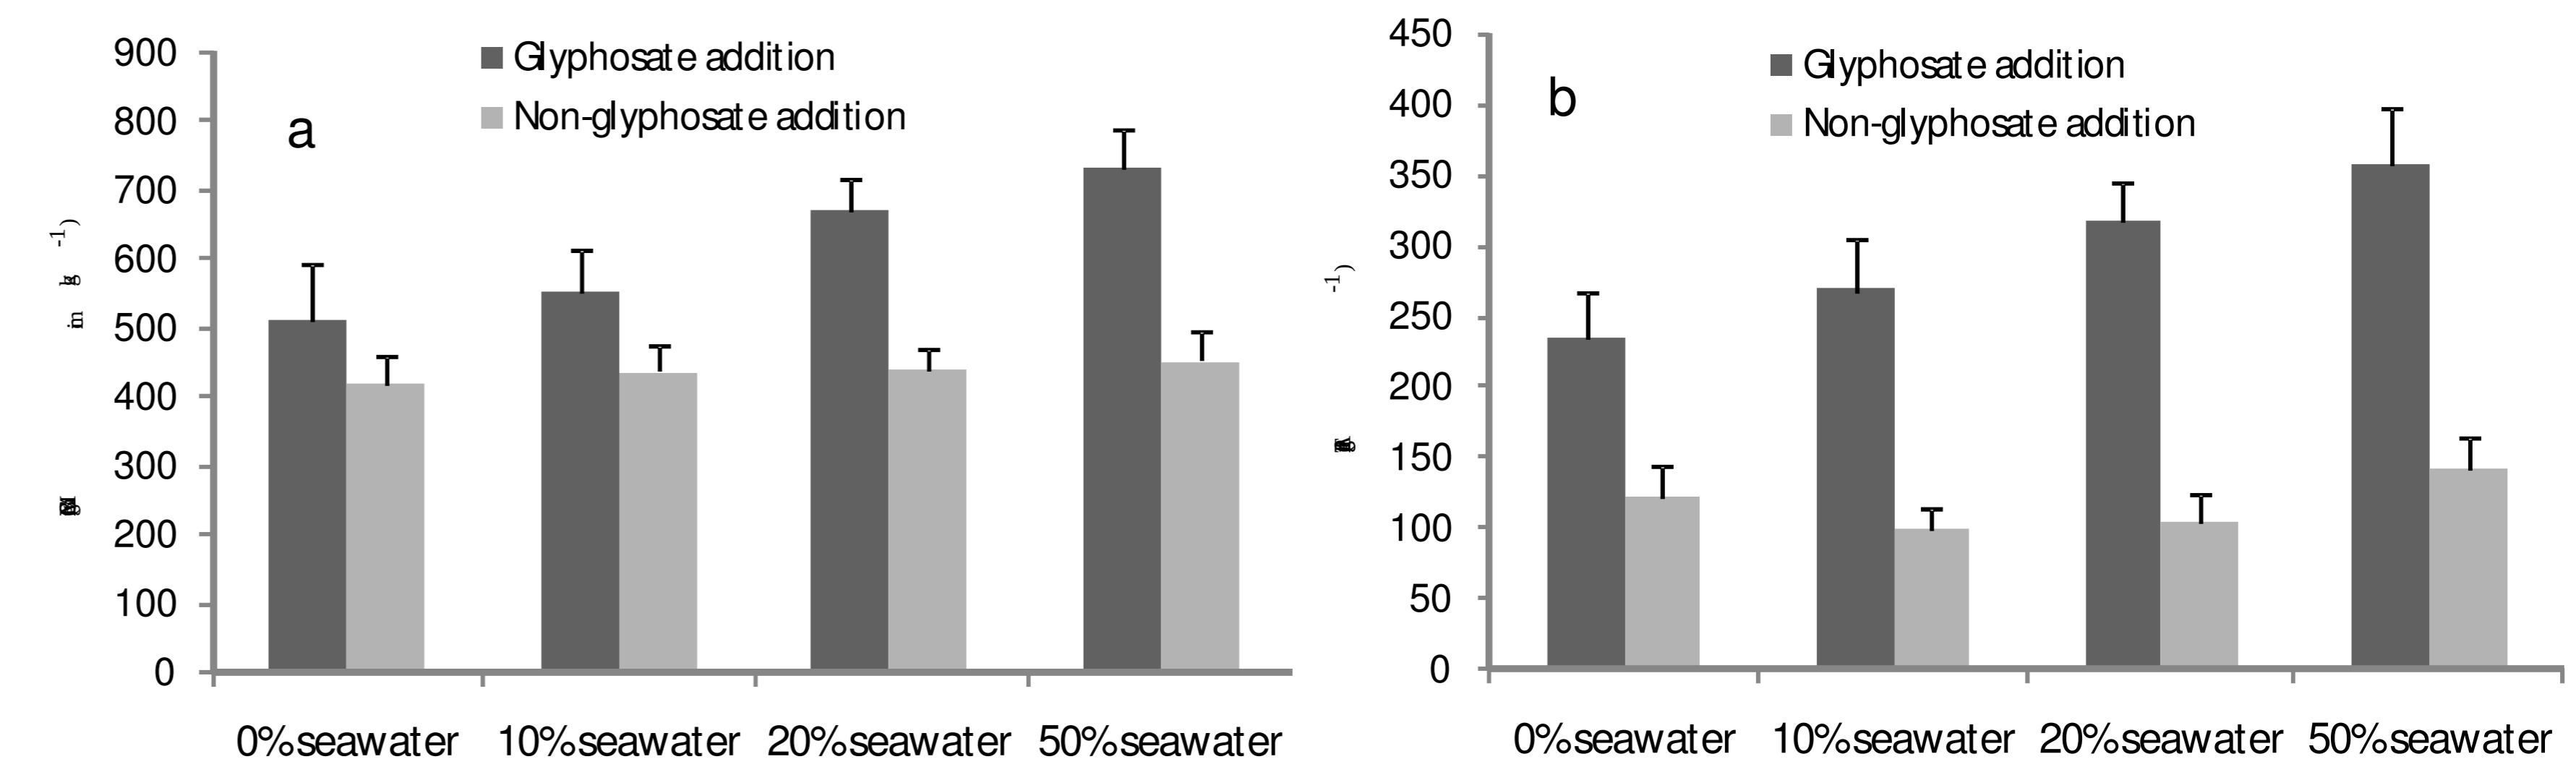 900
800
700
600
500
400
300
200
100
0
a
Glyphosate addition
Non-glyphosate addition
0%seawater 10%seawater 20%seawater 50%seawater
-1)
450
400
350
300
250
200
150
100
50
0
b
Glyphosate addition
Non-glyphosate addition
0%seawater 10%seawater 20%seawater 50%seawater
-1)